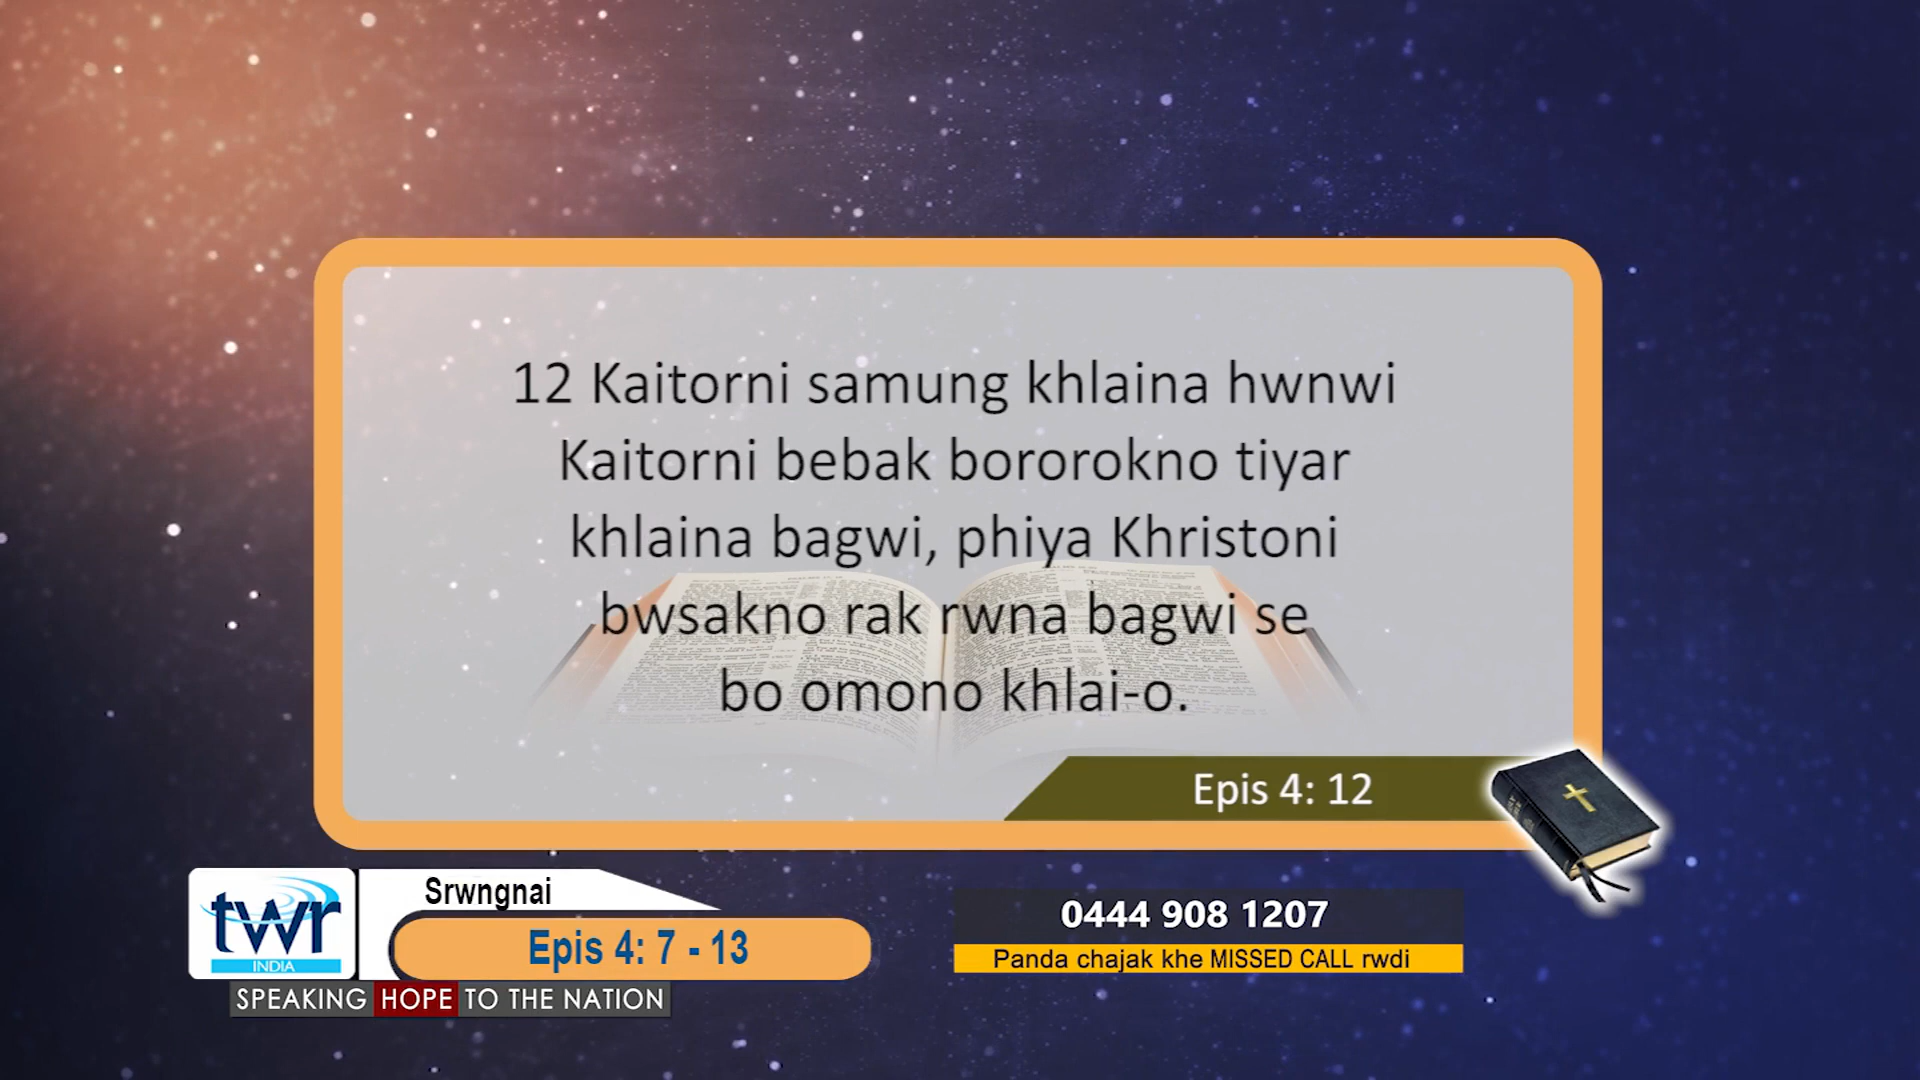 12 Kaitorni samung khlaina hwnwi
Kaitorni bebak bororokno tiyar
khlaina bagwi, phiya Khristoni
bwsakno rak rwna bagwi se
bo omono khlai-o.
Epis 4: 12
twr
INDIA
Srwngnai
Epis 4: 7 - 13
SPEAKING HOPE TO THE NATION
0444 908 1207
Panda chajak khe MISSED CALL rwdi